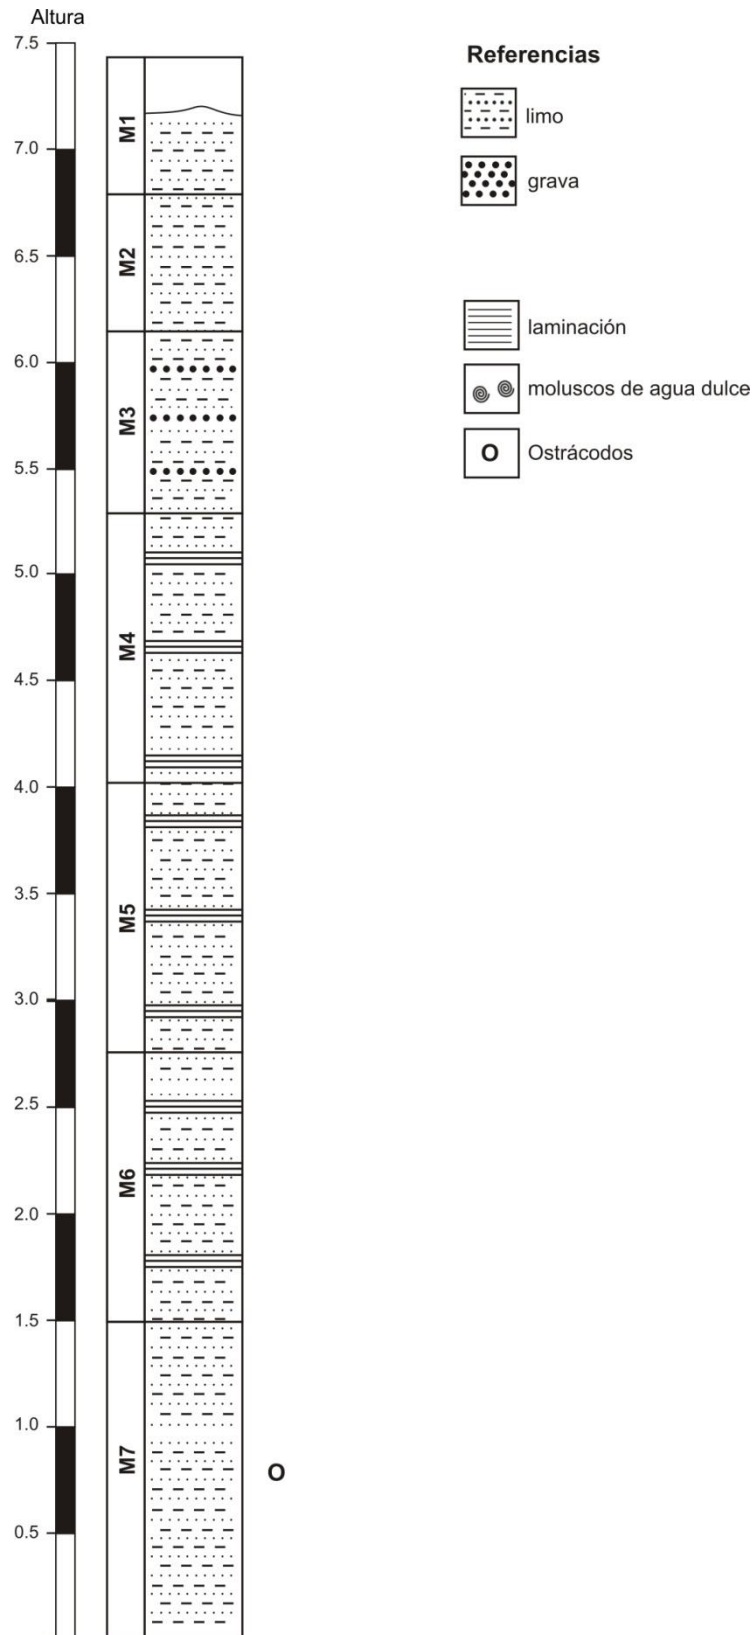 Altura
7.5
7.0
6.5
6.0
5.5
5.0
4.5
4.0
3.5
3.0
2.5
2.0
1.5
1.0
0.5
M1
M2
M3
M4
M5
M6
M7
O
Referencias
limo
grava
laminación
moluscos de agua dulce
O Ostrácodos